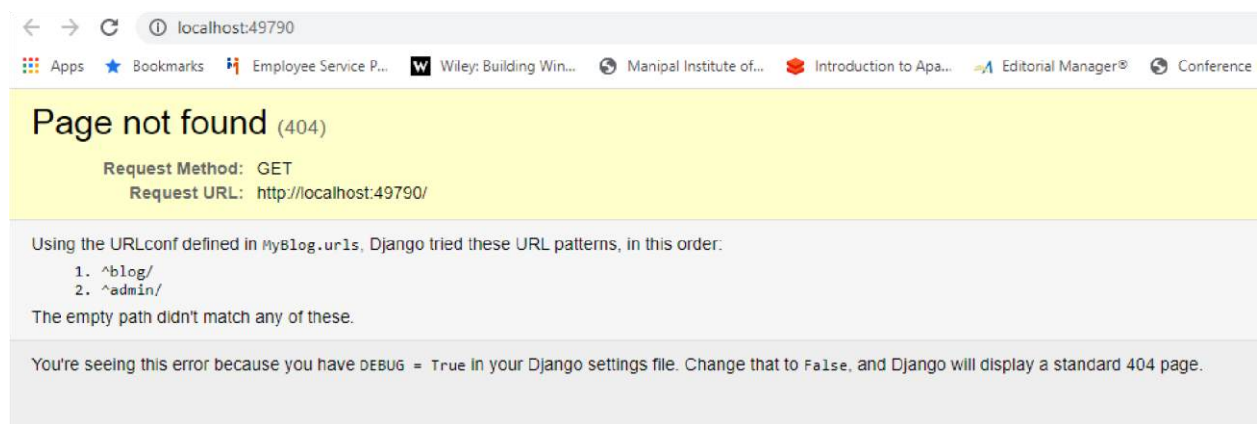 localhost:49790
Apps Bookmarks Employee Service P... Wiley: Building Win... Manipal Institute of... Introduction to Apa... Editorial Manager® Conference
Page not found (404)
Request Method: GET
Request URL: http://localhost:49790/
Using the URLconf defined in MyBlog.urls, Django tried these URL patterns, in this order:
1. ^blog/
2. ^admin/
The empty path didn't match any of these.
You're seeing this error because you have DEBUG = True in your Django settings file. Change that to False, and Django will display a standard 404 page.